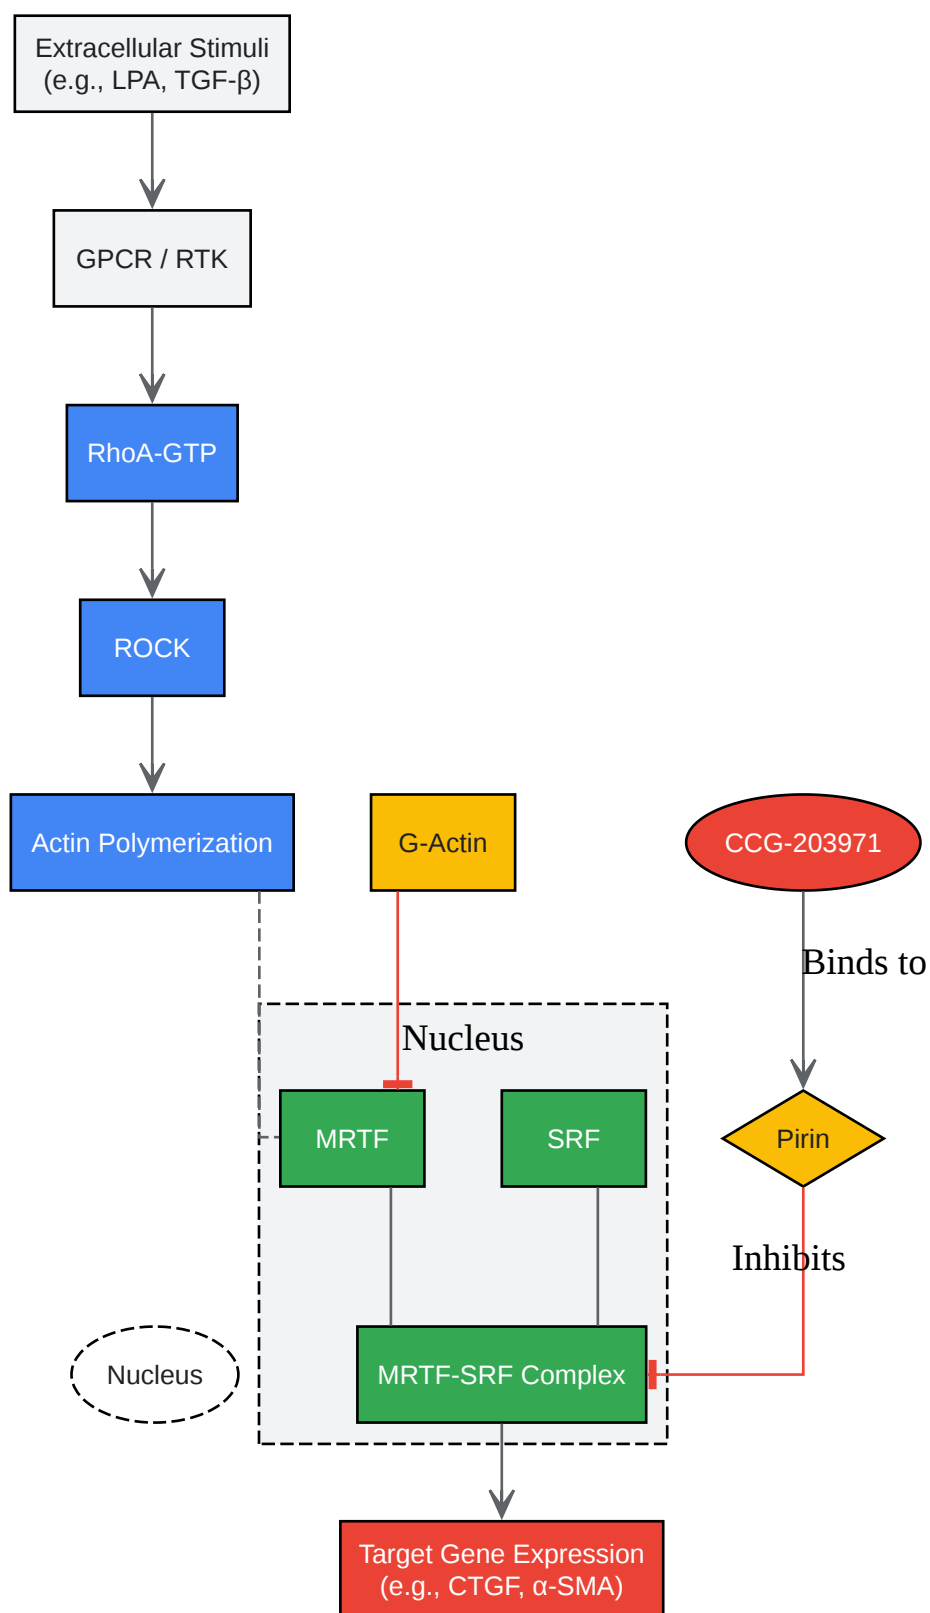 Extracellular Stimuli
(e.g., LPA, TGF-β)
GPCR / RTK
RhoA-GTP
ROCK
Actin Polymerization
G-Actin
CCG-203971
Binds to
Nucleus
MRTF
SRF
Pirin
Inhibits
Nucleus
MRTF-SRF Complex
Target Gene Expression
(e.g., CTGF, α-SMA)